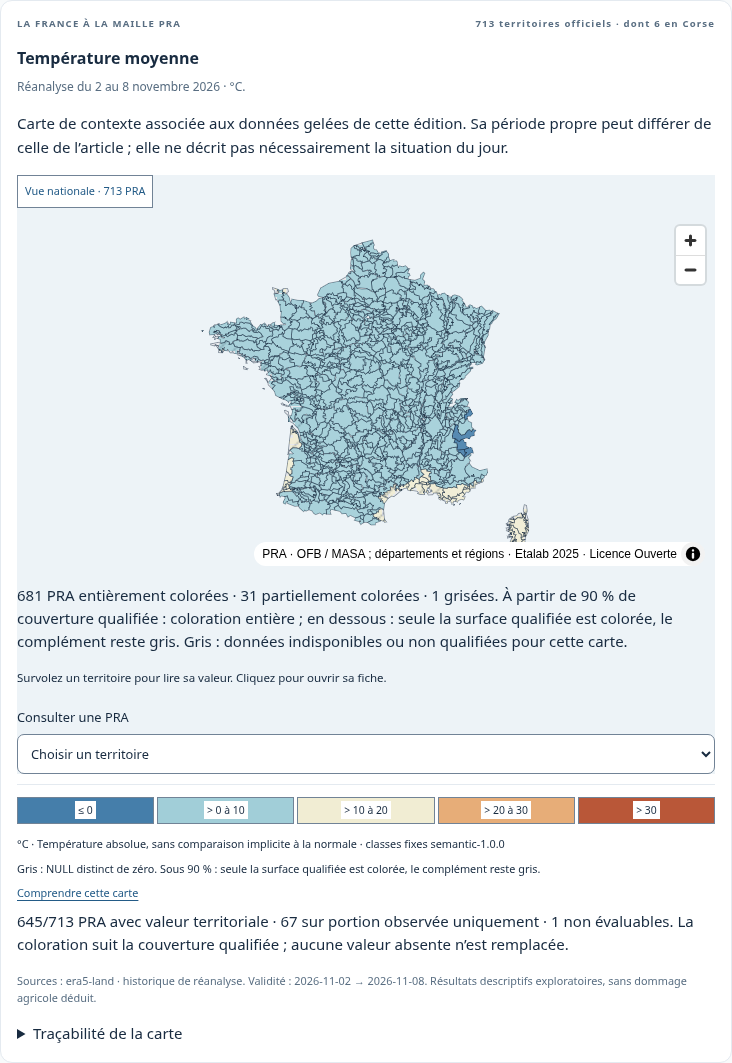 LA FRANCE À LA MAILLE PRA
713 territoires officiels · dont 6 en Corse
Température moyenne
Réanalyse du 2 au 8 novembre 2026 · °C.
Carte de contexte associée aux données gelées de cette édition. Sa période propre peut différer de
celle de l’article ; elle ne décrit pas nécessairement la situation du jour.
Vue nationale · 713 PRA
+
−
PRA · OFB / MASA ; départements et régions · Etalab 2025 · Licence Ouverte
681 PRA entièrement colorées · 31 partiellement colorées · 1 grisées. À partir de 90 % de
couverture qualifiée : coloration entière ; en dessous : seule la surface qualifiée est colorée, le
complément reste gris. Gris : données indisponibles ou non qualifiées pour cette carte.
Survolez un territoire pour lire sa valeur. Cliquez pour ouvrir sa fiche.
Consulter une PRA
Choisir un territoire
≤ 0
> 0 à 10
> 10 à 20
> 20 à 30
> 30
°C · Température absolue, sans comparaison implicite à la normale · classes fixes semantic-1.0.0
Gris : NULL distinct de zéro. Sous 90 % : seule la surface qualifiée est colorée, le complément reste gris.
Comprendre cette carte
645/713 PRA avec valeur territoriale · 67 sur portion observée uniquement · 1 non évaluables. La
coloration suit la couverture qualifiée ; aucune valeur absente n’est remplacée.
Sources : era5-land · historique de réanalyse. Validité : 2026-11-02 → 2026-11-08. Résultats descriptifs exploratoires, sans dommage
agricole déduit.
Traçabilité de la carte